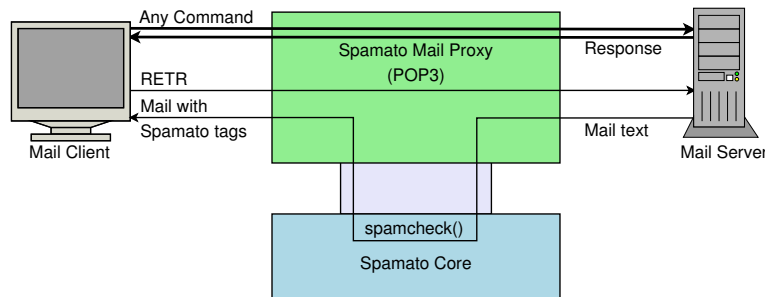 Any Command
Spamato Mail Proxy
(POP3)
Response
RETR
Mail with
Spamato tags
Mail text
Mail Client
Mail Server
spamcheck()
Spamato Core